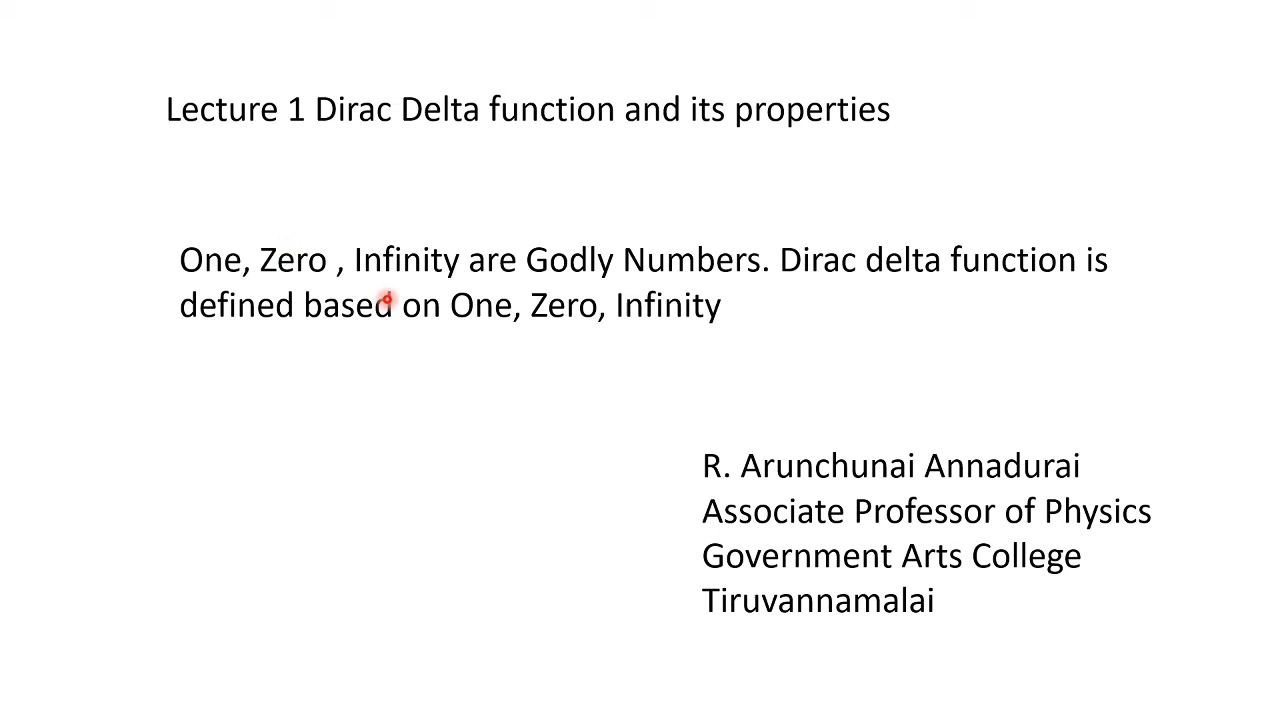 Lecture 1 Dirac Delta function and its properties
One, Zero , Infinity are Godly Numbers. Dirac delta function is
defined based on One, Zero, Infinity
R. Arunchunai Annadurai
Associate Professor of Physics
Government Arts College
Tiruvannamalai